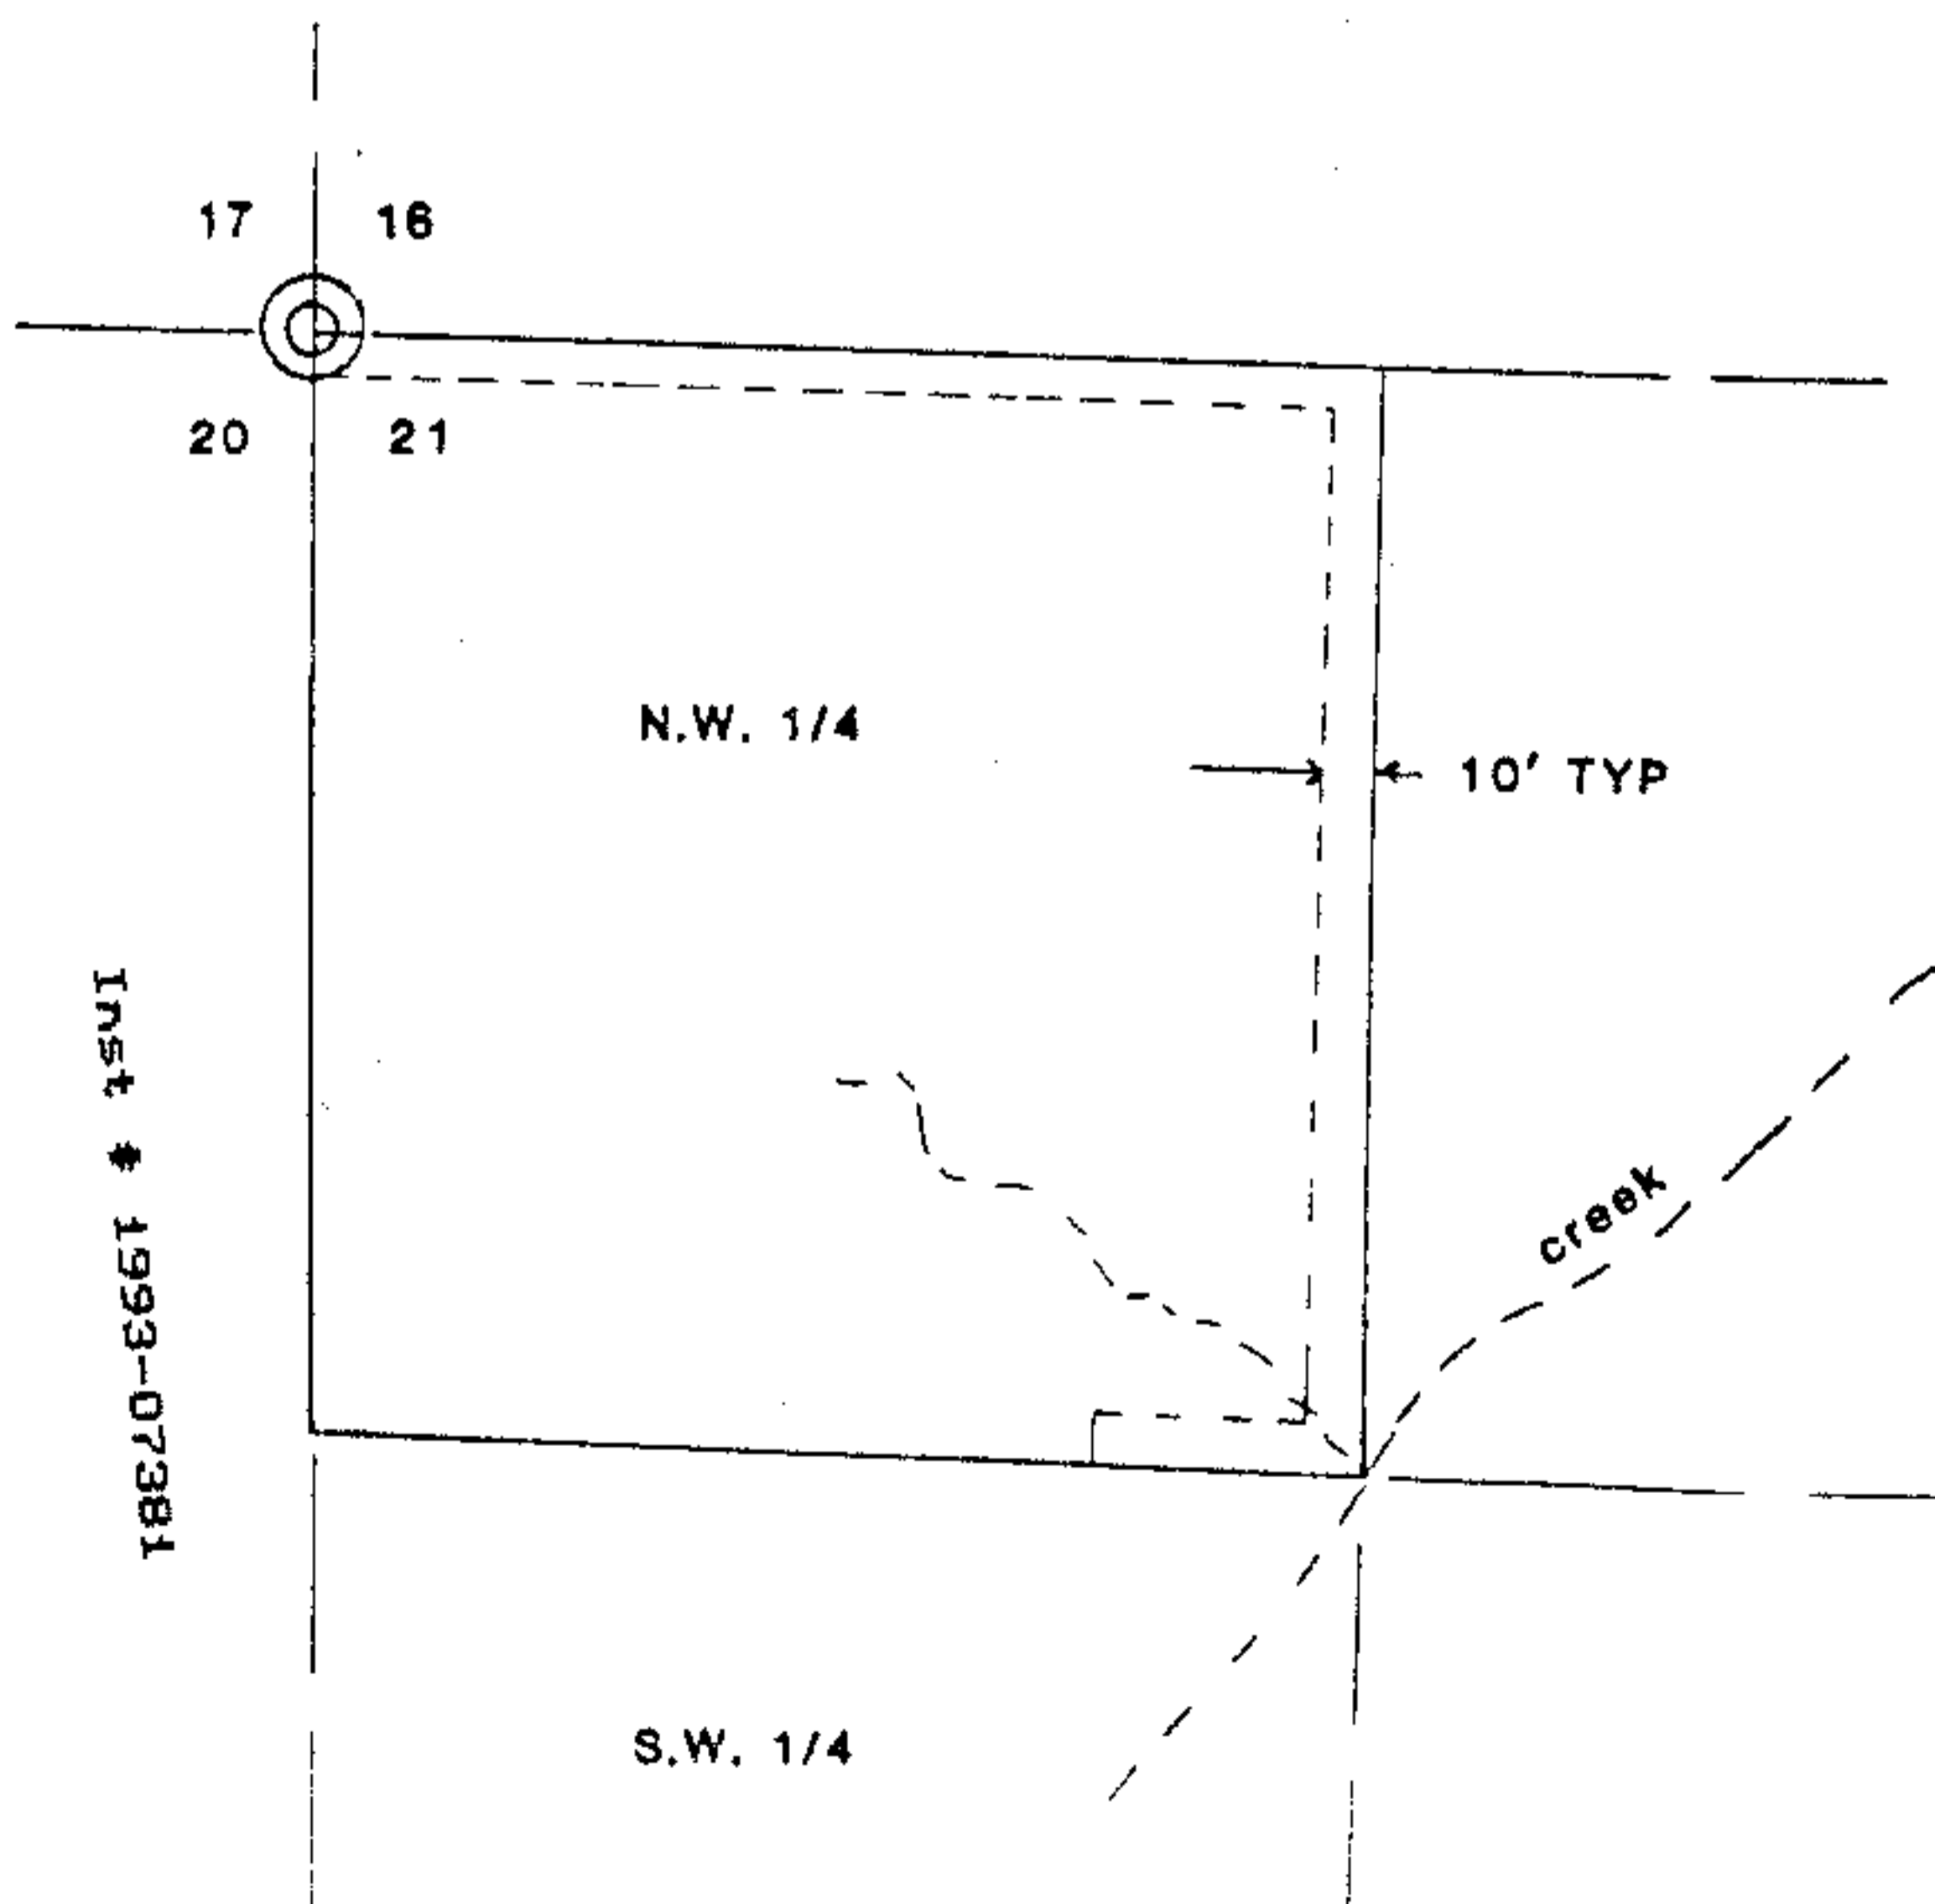 17 16
20 21
N.W. 1/4
10' TYP
creek
Inst # 1993-07381
S.W. 1/4